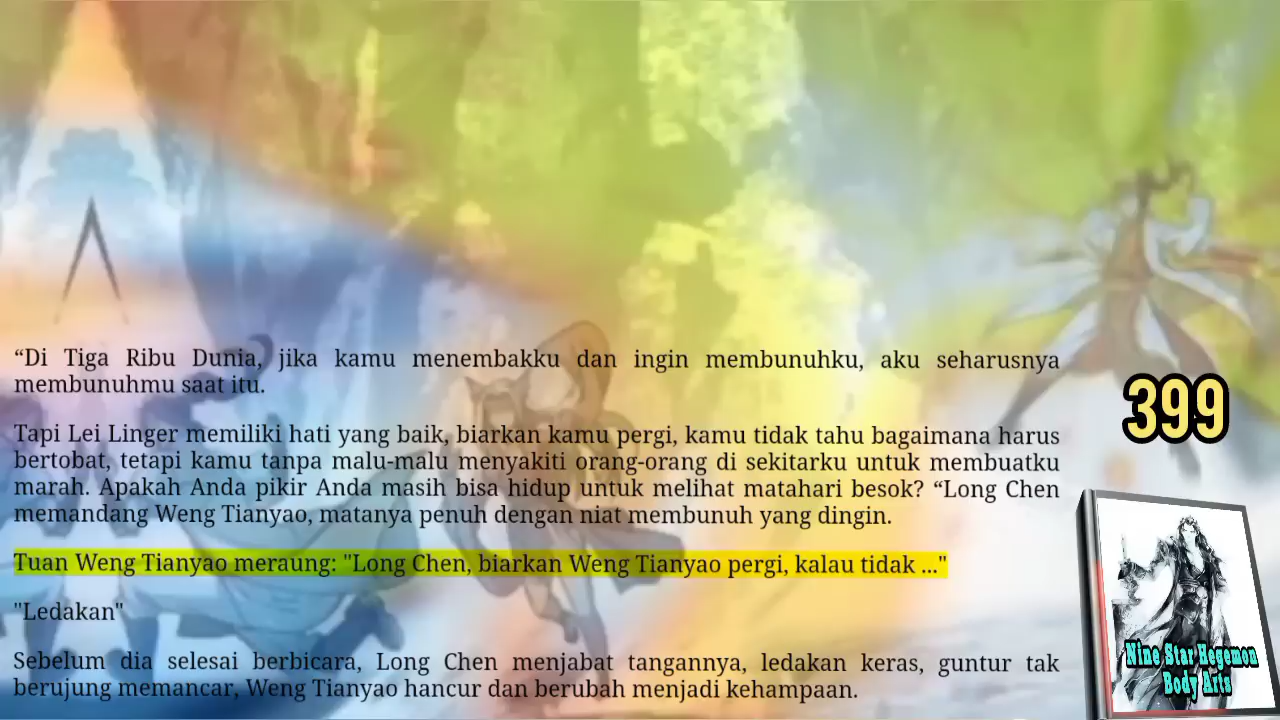 “Di Tiga Ribu Dunia, jika kamu menembakku dan ingin membunuhku, aku seharusnya
membunuhmu saat itu.
Tapi Lei Linger memiliki hati yang baik, biarkan kamu pergi, kamu tidak tahu bagaimana harus
bertobat, tetapi kamu tanpa malu-malu menyakiti orang-orang di sekitarku untuk membuatku
marah. Apakah Anda pikir Anda masih bisa hidup untuk melihat matahari besok? “Long Chen
memandang Weng Tianyao, matanya penuh dengan niat membunuh yang dingin.
Tuan Weng Tianyao meraung: "Long Chen, biarkan Weng Tianyao pergi, kalau tidak ..."
"Ledakan"
Sebelum dia selesai berbicara, Long Chen menjabat tangannya, ledakan keras, guntur tak
berujung memancar, Weng Tianyao hancur dan berubah menjadi kehampaan.
399
Nine Star Hegemon
Body Arts